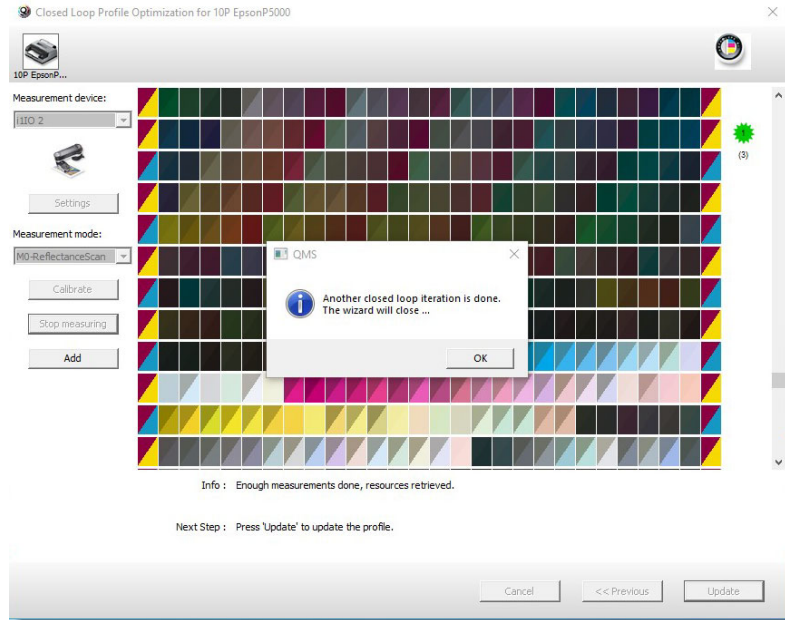 Closed Loop Profile Optimization for 10P EpsonP5000
10P EpsonP...
Measurement device:
i1IO 2
(3)
Settings
Measurement mode:
M0-ReflectanceScan
Calibrate
Stop measuring
Add
QMS
Another closed loop iteration is done.
The wizard will close ...
OK
Info : Enough measurements done, resources retrieved.
Next Step : Press 'Update' to update the profile.
Cancel
<< Previous
Update